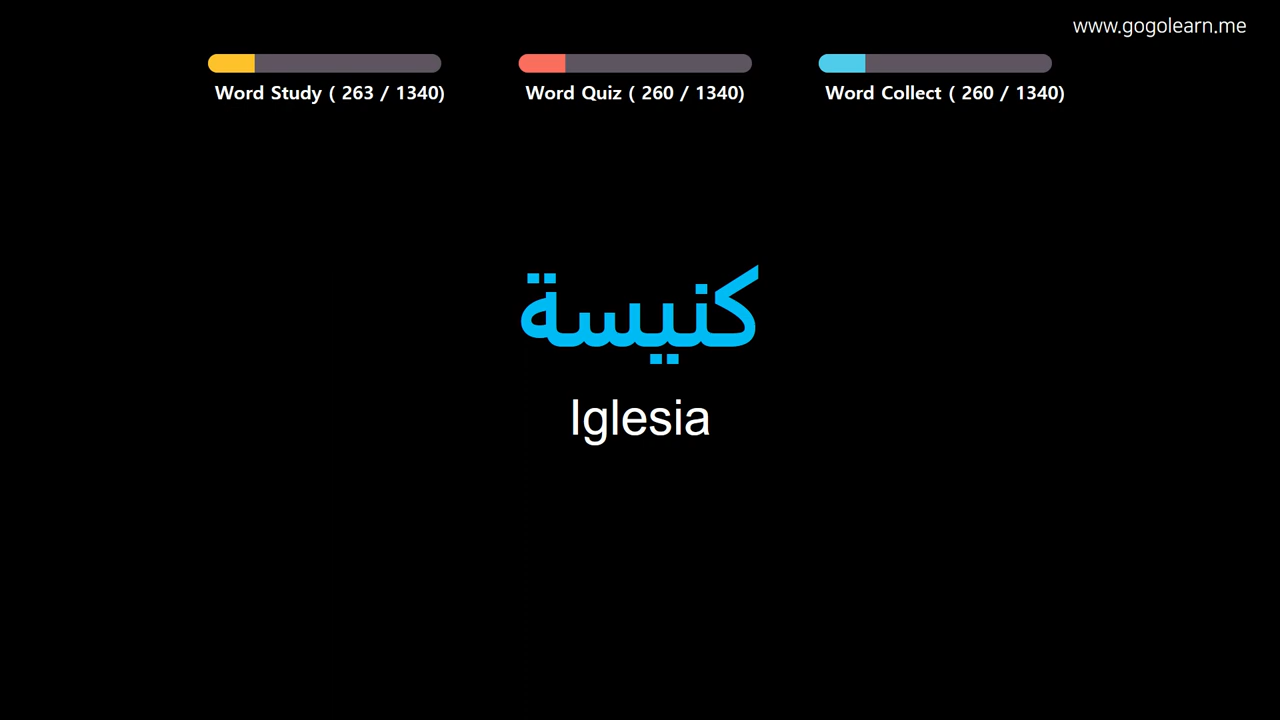 www.gogolearn.me
Word Study ( 263 / 1340)
Word Quiz ( 260 / 1340)
Word Collect ( 260 / 1340)
كنيسة
Iglesia